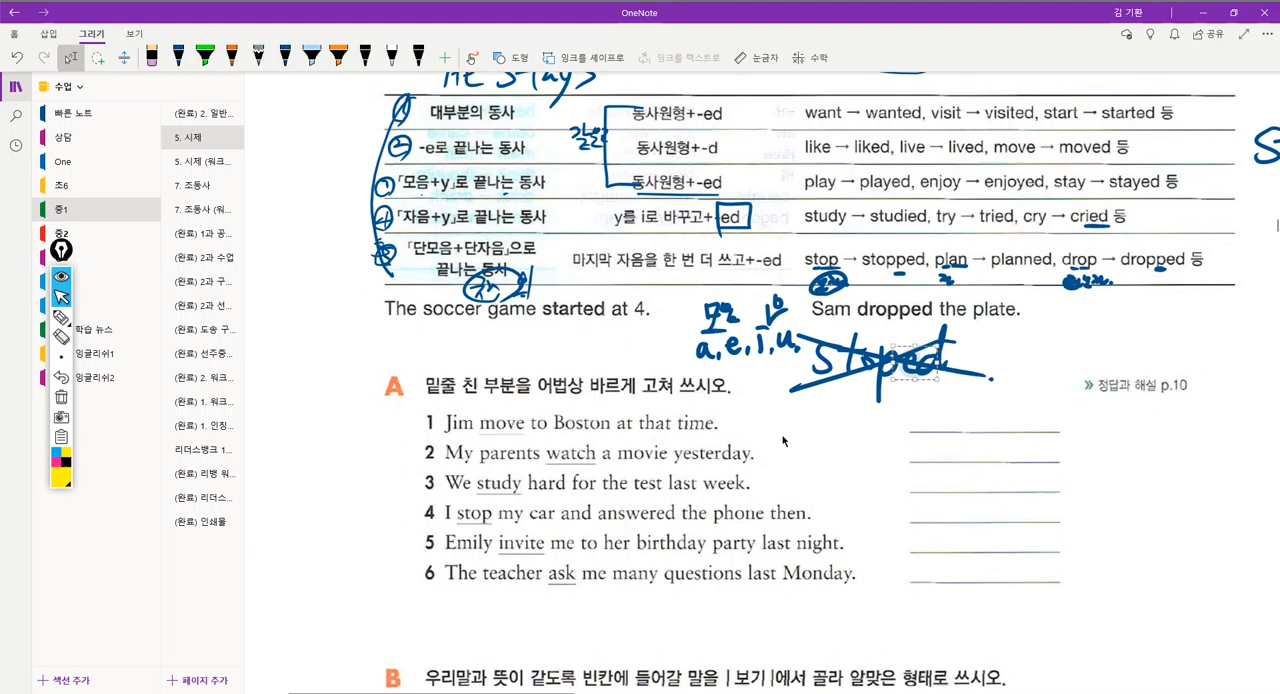 OneNote
김 기환
홈 삽입 그리기 보기
공유
도형 잉크를 셰이프로 잉크를 텍스트로 눈금자 수학
수업
빠른 노트
상담
One
초6
중1
중2
학습 뉴스
잉글리쉬1
잉글리쉬2
섹션 추가
(완료) 2. 일반...
5. 시제
5. 시제 (워크...
7. 조동사
7. 조동사 (워...
(완료) 1과 공...
(완료) 2과 수업
(완료) 2과 구...
(완료) 2과 선...
(완료) 도송 구...
(완료) 선주중...
(완료) 2. 워크...
(완료) 1. 워크...
(완료) 1. 인칭...
리더스뱅크 1...
(완료) 리뱅 워...
(완료) 리더스...
(완료) 인쇄물
페이지 추가
대부분의 동사 동사원형+-ed want → wanted, visit → visited, start → started 등
② -e로 끝나는 동사 동사원형+-d like → liked, live → lived, move → moved 등
「모음+y」로 끝나는 동사 동사원형+-ed play → played, enjoy → enjoyed, stay → stayed 등
④ 「자음+y」로 끝나는 동사 y를 i로 바꾸고+-ed study → studied, try → tried, cry → cried 등
⑤ 「단모음+단자음」으로
끝나는 동사 마지막 자음을 한 번 더 쓰고+-ed stop → stopped, plan → planned, drop → dropped 등
The soccer game started at 4. Sam dropped the plate.
모음
a, e, i, u,
stoped
A 밑줄 친 부분을 어법상 바르게 고쳐 쓰시오. » 정답과 해설 p.10
1 Jim move to Boston at that time.
2 My parents watch a movie yesterday.
3 We study hard for the test last week.
4 I stop my car and answered the phone then.
5 Emily invite me to her birthday party last night.
6 The teacher ask me many questions last Monday.
B 우리말과 뜻이 같도록 빈칸에 들어갈 말을 |보기|에서 골라 알맞은 형태로 쓰시오.